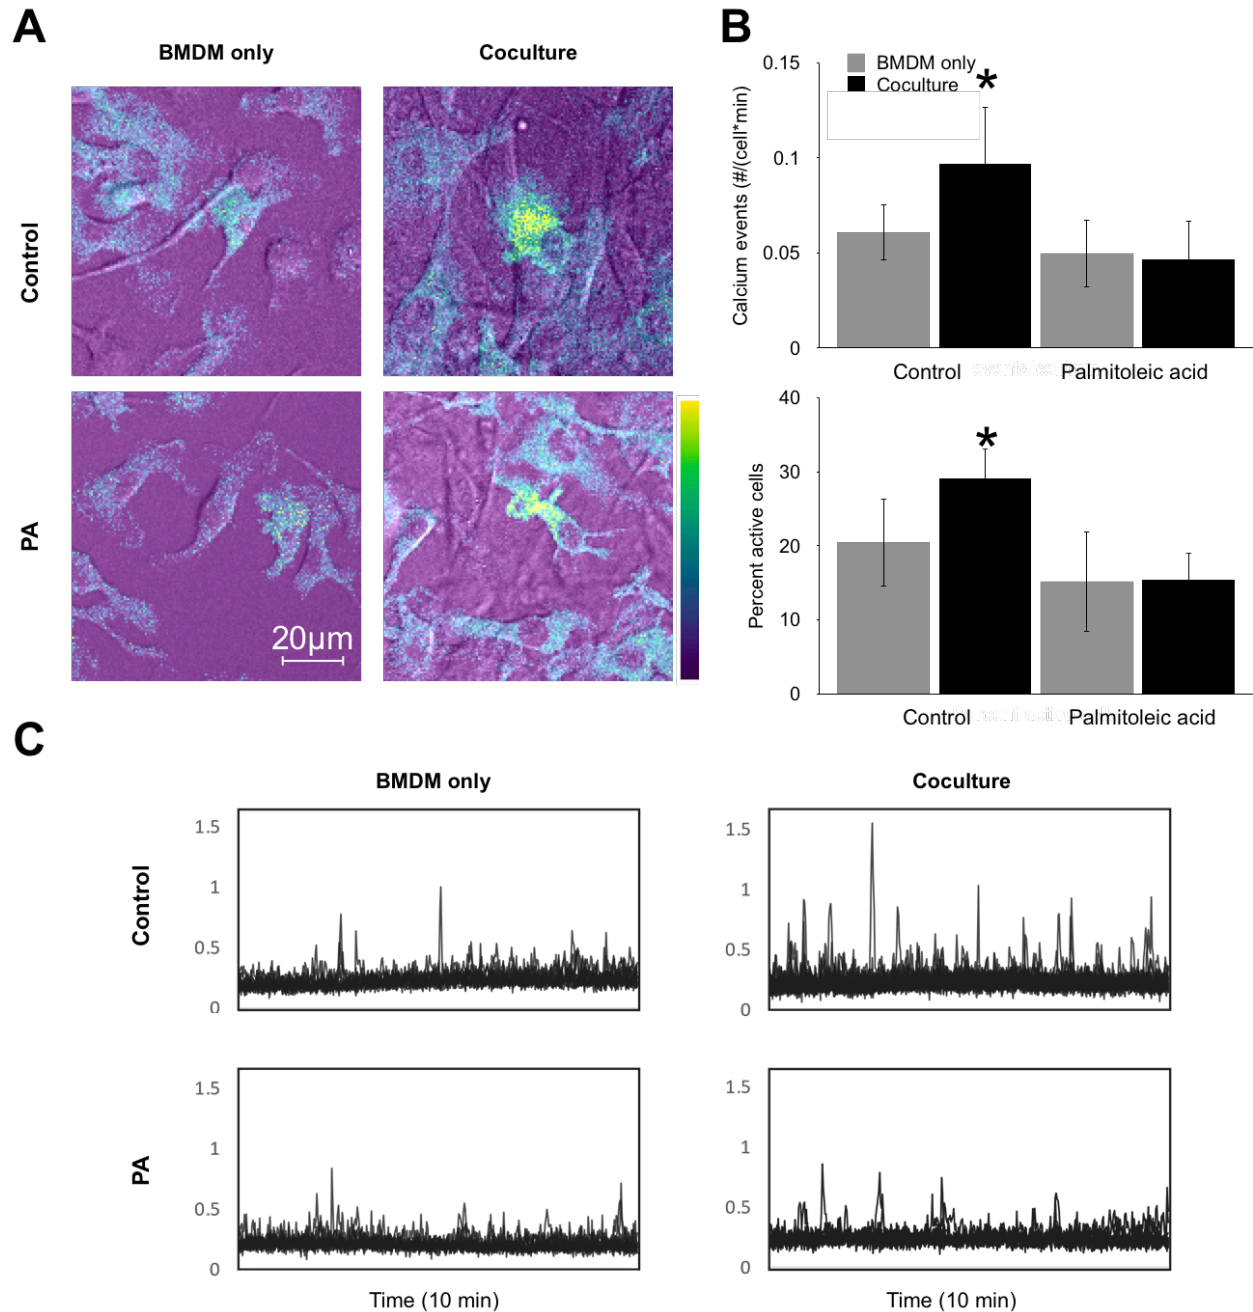 A
BMDM only
Coculture
Control
PA
20µm
B
BMDM only
Coculture
*
0.15
0.1
0.05
0
Calcium events (#/(cell*min)
Control
Palmitoleic acid
*
40
30
20
10
0
Percent active cells
Control
Palmitoleic acid
C
BMDM only
Coculture
Control
1.5
1
0.5
0
1.5
1
0.5
0
PA
1.5
1
0.5
0
1.5
1
0.5
0
Time (10 min)
Time (10 min)